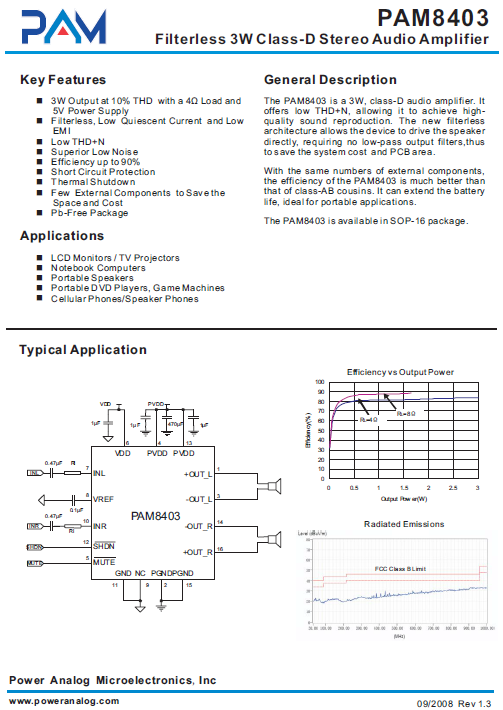 PAM
PAM8403
Filterless 3W Class-D Stereo Audio Amplifier
Key Features
■ 3W Output at 10% THD with a 4Ω Load and
5V Power Supply
■ Filterless, Low Quiescent Current and Low
EMI
■ Low THD+N
■ Superior Low Noise
■ Efficiency up to 90%
■ Short Circuit Protection
■ Thermal Shutdown
■ Few External Components to Save the
Space and Cost
■ Pb-Free Package
Applications
■ LCD Monitors / TV Projectors
■ Notebook Computers
■ Portable Speakers
■ Portable DVD Players, Game Machines
■ Cellular Phones/Speaker Phones
General Description
The PAM8403 is a 3W, class-D audio amplifier. It
offers low THD+N, allowing it to achieve high-
quality sound reproduction. The new filterless
architecture allows the device to drive the speaker
directly, requiring no low-pass output filters,thus
to save the system cost and PCB area.
With the same numbers of external components,
the efficiency of the PAM8403 is much better than
that of class-AB cousins. It can extend the battery
life, ideal for portable applications.
The PAM8403 is available in SOP-16 package.
Typical Application
VDD PVDD
1μF 1μF 470μF 1μF
6 4 13
VDD PVDD PVDD
0.47μF RI
INL 7 INL +OUT_L 1
8 VREF -OUT_L 3
0.1μF
PAM8403
0.47μF
INR 10 INR -OUT_R 14
RI
SHDN 12 SHDN
+OUT_R 16
MUTE 5 MUTE
GND NC PGND PGND
11 9 2 15
Efficiency vs Output Power
100
90
80
70
60
50
40
30
20
10
0
Efficiency(%)
RL=4Ω
RL=8Ω
0 0.5 1 1.5 2 2.5 3
Output Power(W)
Radiated Emissions
Level (dBuV/m)
FCC Class B Limit
(MHz)
Power Analog Microelectronics, Inc
www.poweranalog.com
09/2008 Rev 1.3